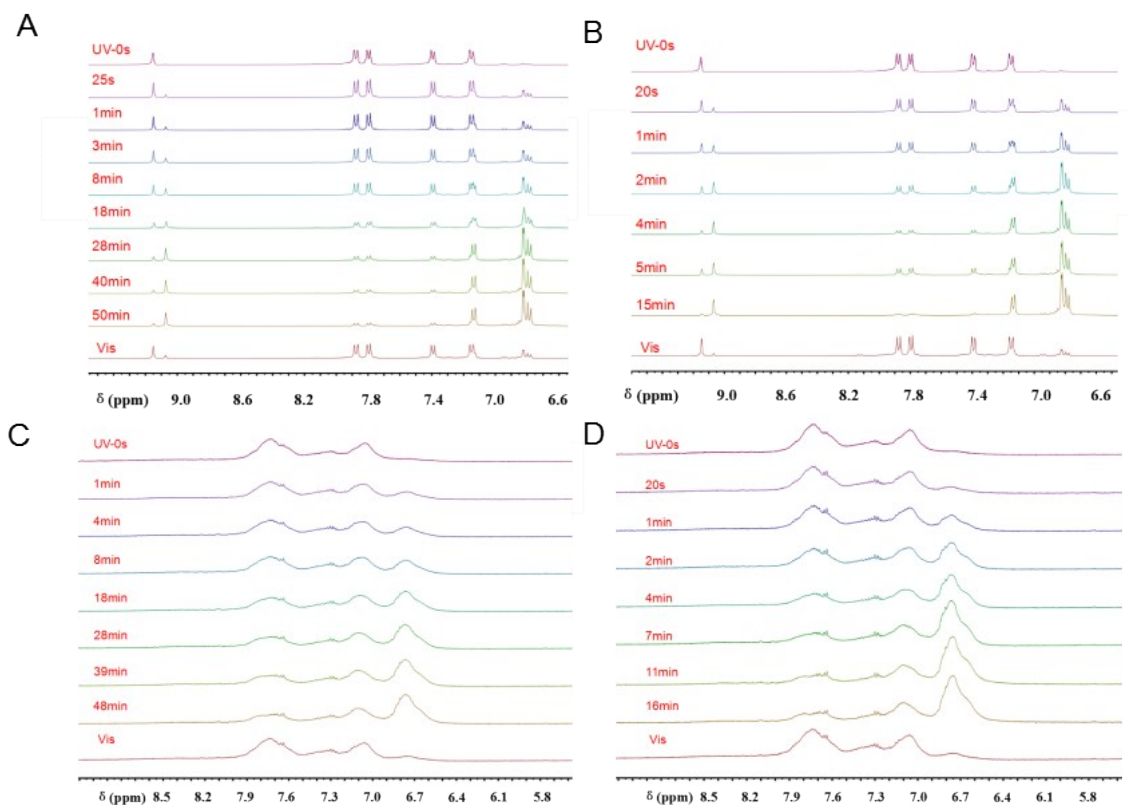 A
UV-0s
25s
1min
3min
8min
18min
28min
40min
50min
Vis
δ (ppm) 9.0 8.6 8.2 7.8 7.4 7.0 6.6
B
UV-0s
20s
1min
2min
4min
5min
15min
Vis
δ (ppm) 9.0 8.6 8.2 7.8 7.4 7.0 6.6
C
UV-0s
1min
4min
8min
18min
28min
39min
48min
Vis
δ (ppm) 8.5 8.2 7.9 7.6 7.3 7.0 6.7 6.4 6.1 5.8
D
UV-0s
20s
1min
2min
4min
7min
11min
16min
Vis
δ (ppm) 8.5 8.2 7.9 7.6 7.3 7.0 6.7 6.4 6.1 5.8